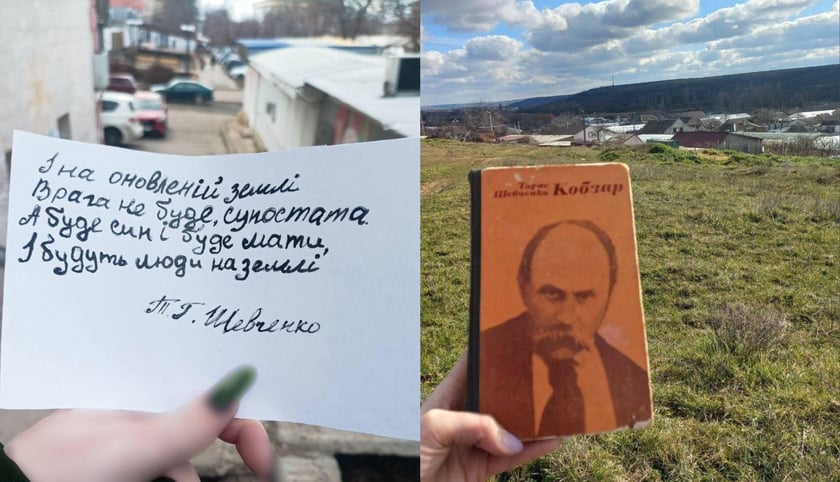 І на оновленій землі
Врага не буде, супостата.
А буде син і буде мати,
І будуть люди на землі
Т. Г. Шевченко
Тарас
Шевченко Кобзар